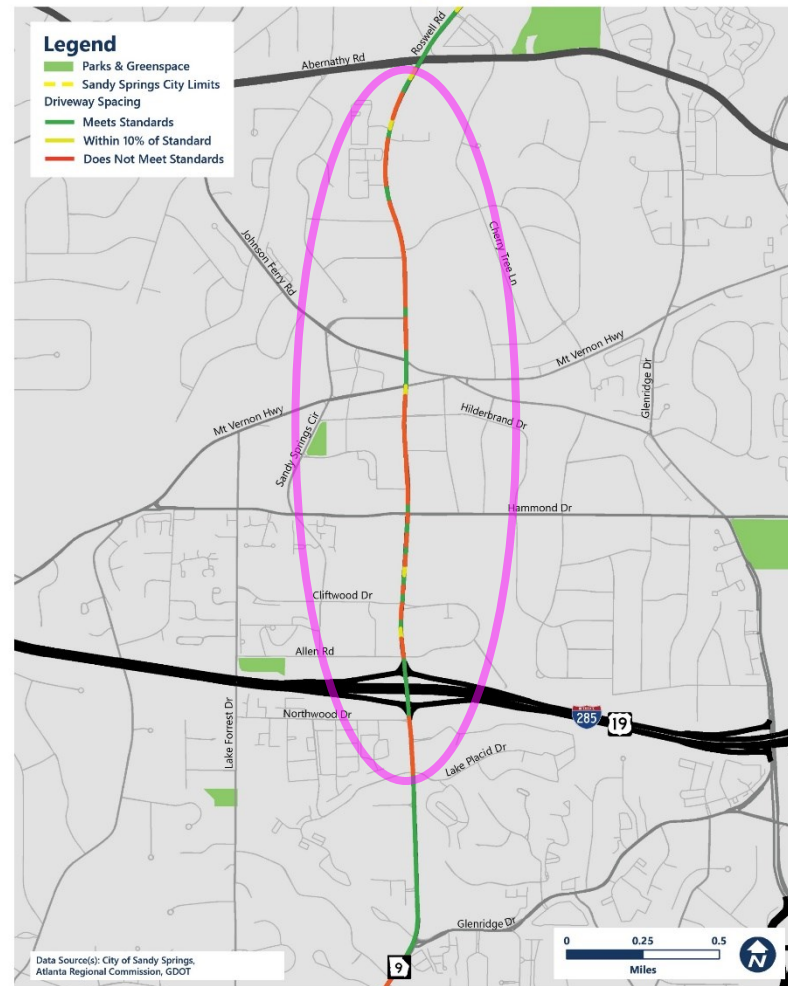 Legend
Parks & Greenspace
Sandy Springs City Limits
Driveway Spacing
Meets Standards
Within 10% of Standard
Does Not Meet Standards
Roswell Rd
Abernathy Rd
Johnson Ferry Rd
Cherry Tree Ln
Mt Vernon Hwy
Glenridge Dr
Mt Vernon Hwy
Sandy Springs Cir
Hilderbrand Dr
Hammond Dr
Cliftwood Dr
Allen Rd
285
19
Northwood Dr
Lake Forrest Dr
Lake Placid Dr
Glenridge Dr
9
0 0.25 0.5
Miles
N
Data Source(s): City of Sandy Springs,
Atlanta Regional Commission, GDOT